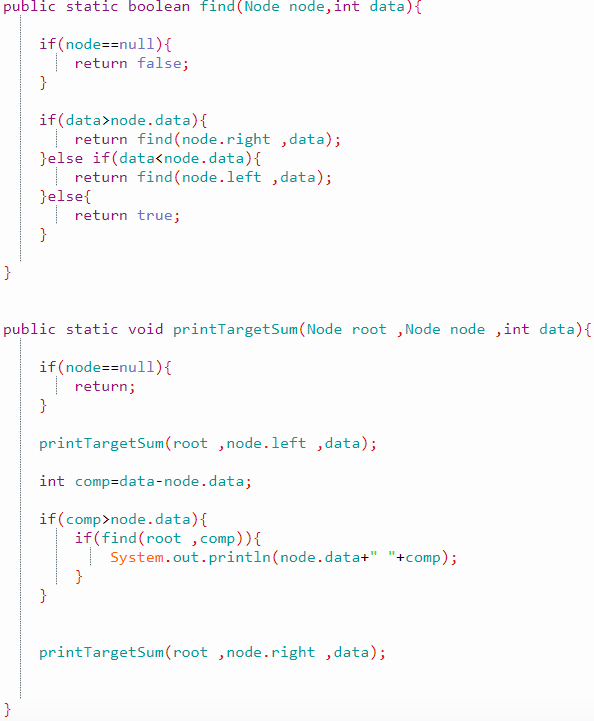 public static boolean find(Node node,int data){
if(node==null){
return false;
}
if(data>node.data){
return find(node.right ,data);
}else if(data<node.data){
return find(node.left ,data);
}else{
return true;
}
}
public static void printTargetSum(Node root ,Node node ,int data){
if(node==null){
return;
}
printTargetSum(root ,node.left ,data);
int comp=data-node.data;
if(comp>node.data){
if(find(root ,comp)){
System.out.println(node.data+" "+comp);
}
}
printTargetSum(root ,node.right ,data);
}